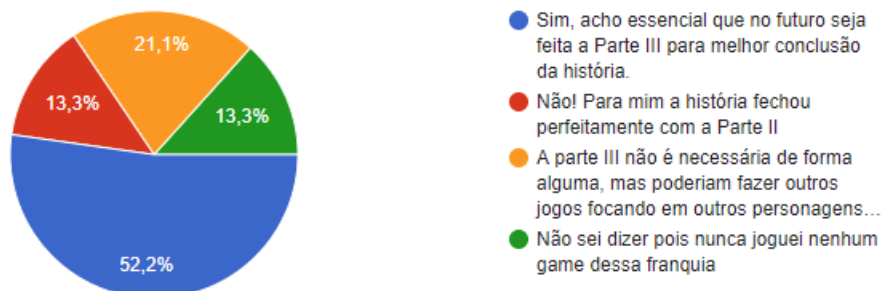 21,1%
13,3%
13,3%
52,2%
Sim, acho essencial que no futuro seja
feita a Parte III para melhor conclusão
da história.
Não! Para mim a história fechou
perfeitamente com a Parte II
A parte III não é necessária de forma
alguma, mas poderiam fazer outros
jogos focando em outros personagens…
Não sei dizer pois nunca joguei nenhum
game dessa franquia